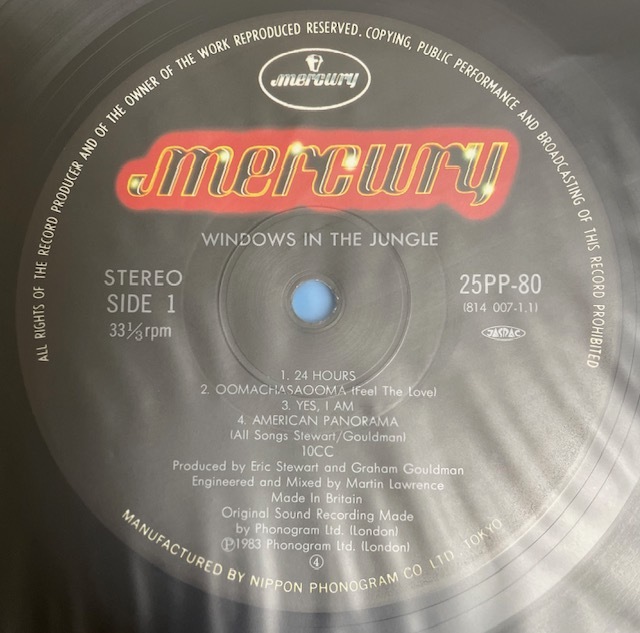 ALL RIGHTS OF THE RECORD PRODUCER AND OF THE OWNER OF THE WORK REPRODUCED RESERVED. COPYING, PUBLIC PERFORMANCE AND BROADCASTING OF THIS RECORD PROHIBITED
mercury
mercury
WINDOWS IN THE JUNGLE
STEREO
SIDE 1
33⅓rpm
25PP-80
(814 007-1.1)
JASRAC
1. 24 HOURS
2. OOMACHASAOOMA (Feel The Love)
3. YES, I AM
4. AMERICAN PANORAMA
(All Songs Stewart/Gouldman)
10CC
Produced by Eric Stewart and Graham Gouldman
Engineered and Mixed by Martin Lawrence
Made In Britain
Original Sound Recording Made
by Phonogram Ltd. (London)
℗1983 Phonogram Ltd. (London)
④
MANUFACTURED BY NIPPON PHONOGRAM CO LTD. TOKYO